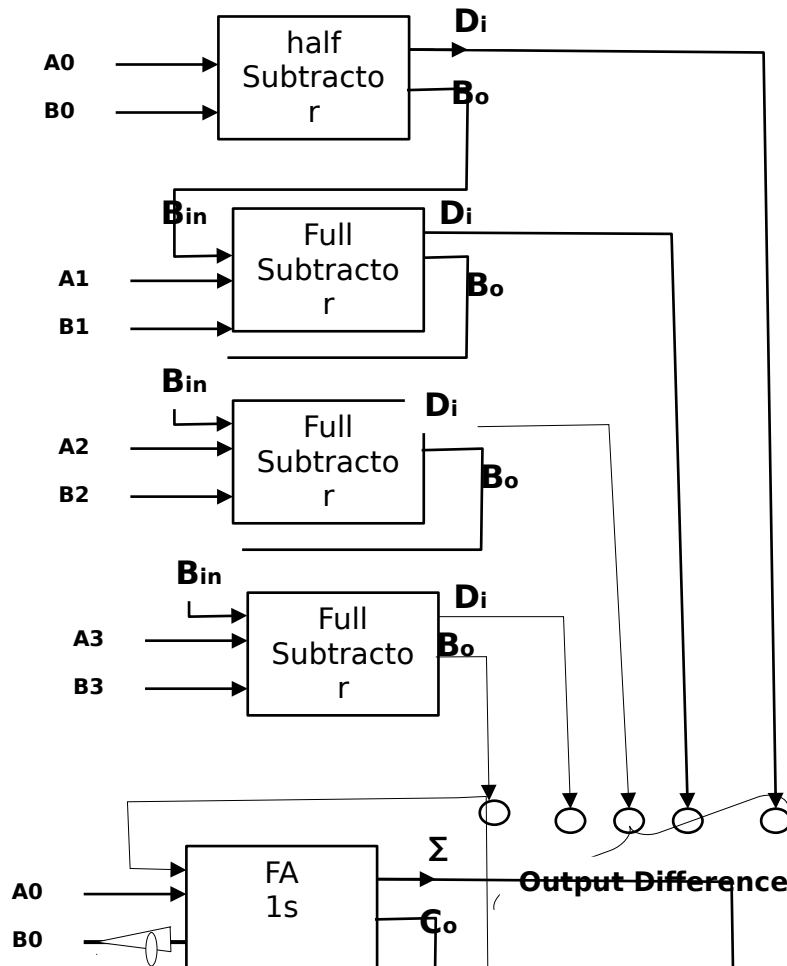 Di
half
Subtracto
r
A0
Bo
B0
Bin
Di
Full
Subtracto
r
A1
Bo
B1
Bin
Di
Full
Subtracto
r
A2
Bo
B2
Bin
Di
Full
Subtracto
r
A3
Bo
B3
Σ
FA
1s
A0
Output Difference
Co
B0